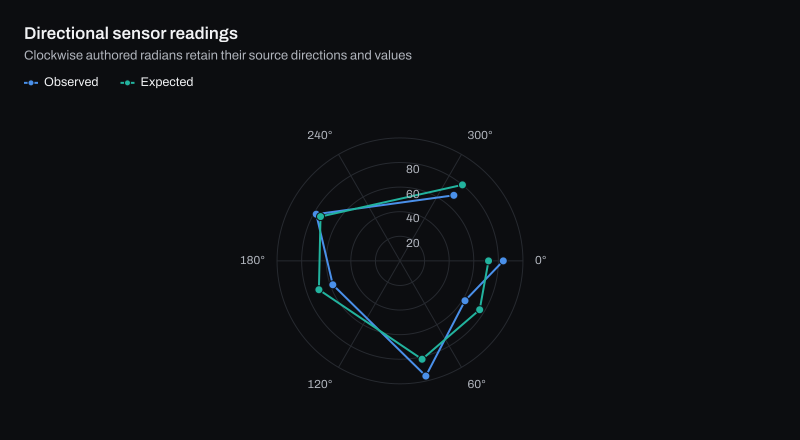 Directional sensor readings
Clockwise authored radians retain their source directions and values
Observed Expected
240° 300°
80
60
40
20
180° 0°
120° 60°